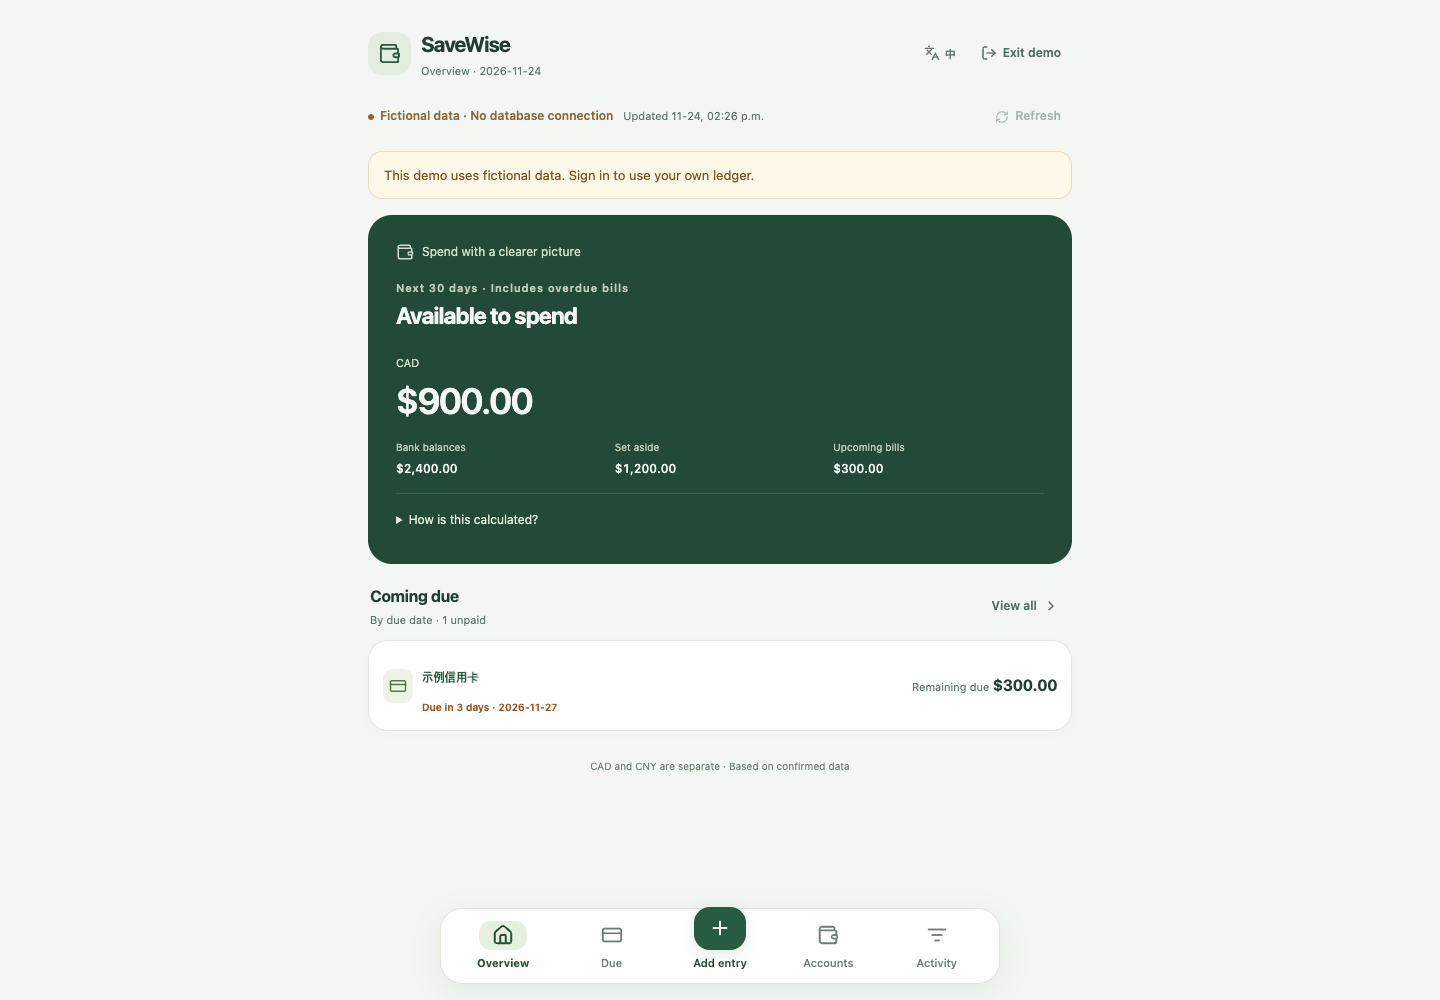 SaveWise
Overview · 2026-11-24
中
Exit demo
Fictional data · No database connection
Updated 11-24, 02:26 p.m.
Refresh
This demo uses fictional data. Sign in to use your own ledger.
Spend with a clearer picture
Next 30 days · Includes overdue bills
Available to spend
CAD
$900.00
Bank balances
$2,400.00
Set aside
$1,200.00
Upcoming bills
$300.00
How is this calculated?
Coming due
By due date · 1 unpaid
View all
示例信用卡
Due in 3 days · 2026-11-27
Remaining due $300.00
CAD and CNY are separate · Based on confirmed data
Overview
Due
Add entry
Accounts
Activity